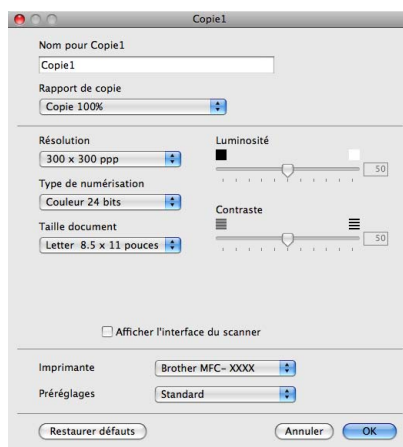 Copie1
Nom pour Copie1
Copie1
Rapport de copie
Copie 100%
Résolution
300 x 300 ppp
Type de numérisation
Couleur 24 bits
Taille document
Letter 8.5 x 11 pouces
Luminosité
50
Contraste
50
Afficher l'interface du scanner
Imprimante
Brother MFC- XXXX
Préréglages
Standard
Restaurer défauts
Annuler
OK